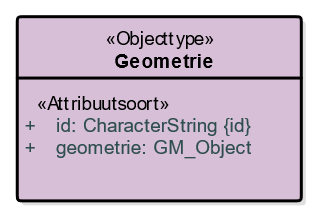 «Objecttype»
Geometrie
«Attribuutsoort»
+ id: CharacterString {id}
+ geometrie: GM_Object